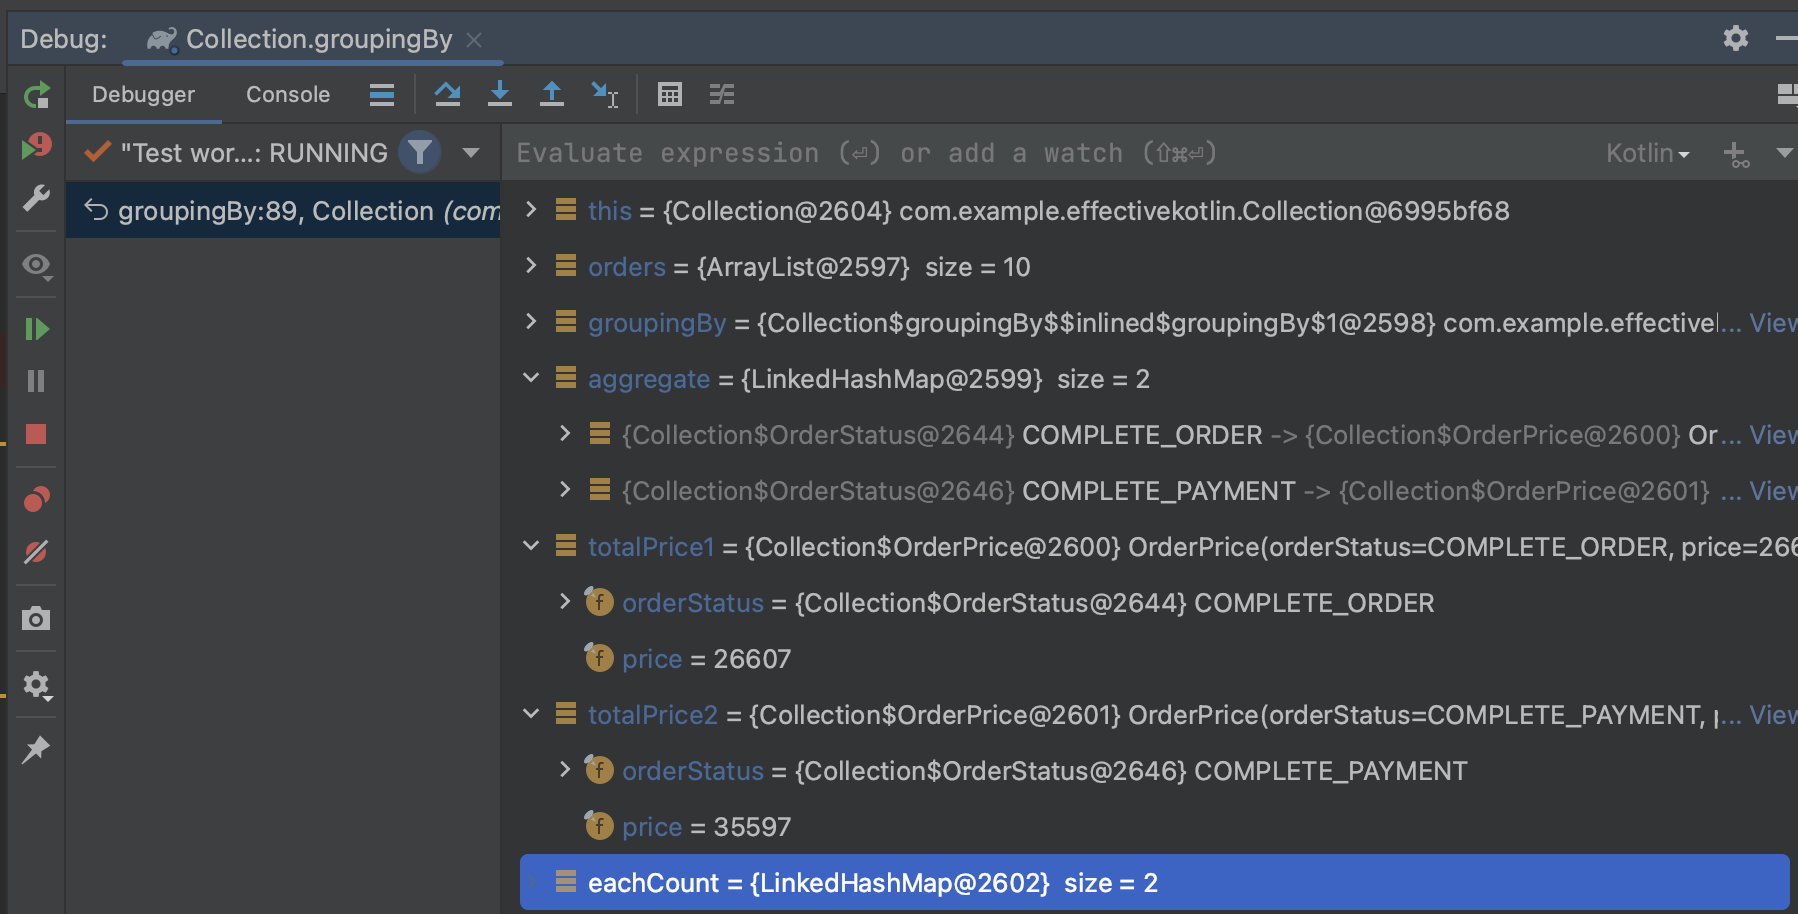 Debug: Collection.groupingBy
Debugger Console
"Test wor...: RUNNING
Evaluate expression (⏎) or add a watch (⇧⌘⏎) Kotlin
groupingBy:89, Collection (com
this = {Collection@2604} com.example.effectivekotlin.Collection@6995bf68
orders = {ArrayList@2597} size = 10
groupingBy = {Collection$groupingBy$$inlined$groupingBy$1@2598} com.example.effective... View
aggregate = {LinkedHashMap@2599} size = 2
{Collection$OrderStatus@2644} COMPLETE_ORDER -> {Collection$OrderPrice@2600} Or... View
{Collection$OrderStatus@2646} COMPLETE_PAYMENT -> {Collection$OrderPrice@2601} ... View
totalPrice1 = {Collection$OrderPrice@2600} OrderPrice(orderStatus=COMPLETE_ORDER, price=266
orderStatus = {Collection$OrderStatus@2644} COMPLETE_ORDER
price = 26607
totalPrice2 = {Collection$OrderPrice@2601} OrderPrice(orderStatus=COMPLETE_PAYMENT, ... View
orderStatus = {Collection$OrderStatus@2646} COMPLETE_PAYMENT
price = 35597
eachCount = {LinkedHashMap@2602} size = 2